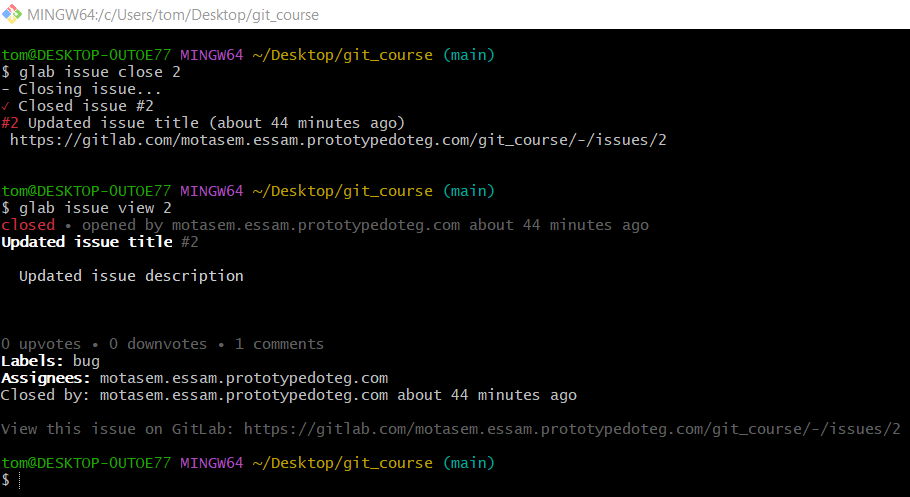 MINGW64:/c/Users/tom/Desktop/git_course
tom@DESKTOP-OUTOE77 MINGW64 ~/Desktop/git_course (main)
$ glab issue close 2
- Closing issue...
✓ Closed issue #2
#2 Updated issue title (about 44 minutes ago)
https://gitlab.com/motasem.essam.prototypedoteg.com/git_course/-/issues/2
tom@DESKTOP-OUTOE77 MINGW64 ~/Desktop/git_course (main)
$ glab issue view 2
closed • opened by motasem.essam.prototypedoteg.com about 44 minutes ago
Updated issue title #2
Updated issue description
0 upvotes • 0 downvotes • 1 comments
Labels: bug
Assignees: motasem.essam.prototypedoteg.com
Closed by: motasem.essam.prototypedoteg.com about 44 minutes ago
View this issue on GitLab: https://gitlab.com/motasem.essam.prototypedoteg.com/git_course/-/issues/2
tom@DESKTOP-OUTOE77 MINGW64 ~/Desktop/git_course (main)
$